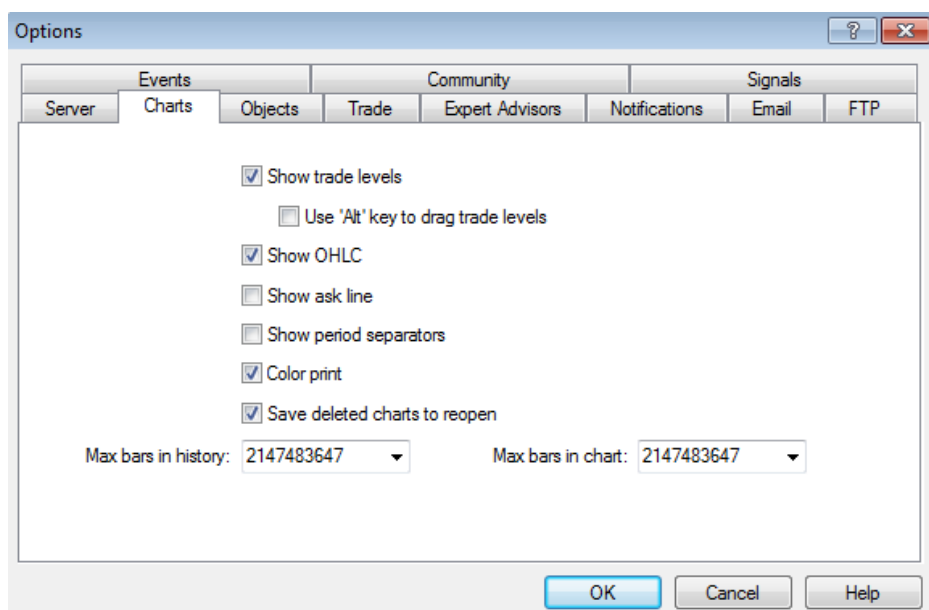 Options
Events Community Signals
Server Charts Objects Trade Expert Advisors Notifications Email FTP
Show trade levels
Use 'Alt' key to drag trade levels
Show OHLC
Show ask line
Show period separators
Color print
Save deleted charts to reopen
Max bars in history: 2147483647 Max bars in chart: 2147483647
OK Cancel Help